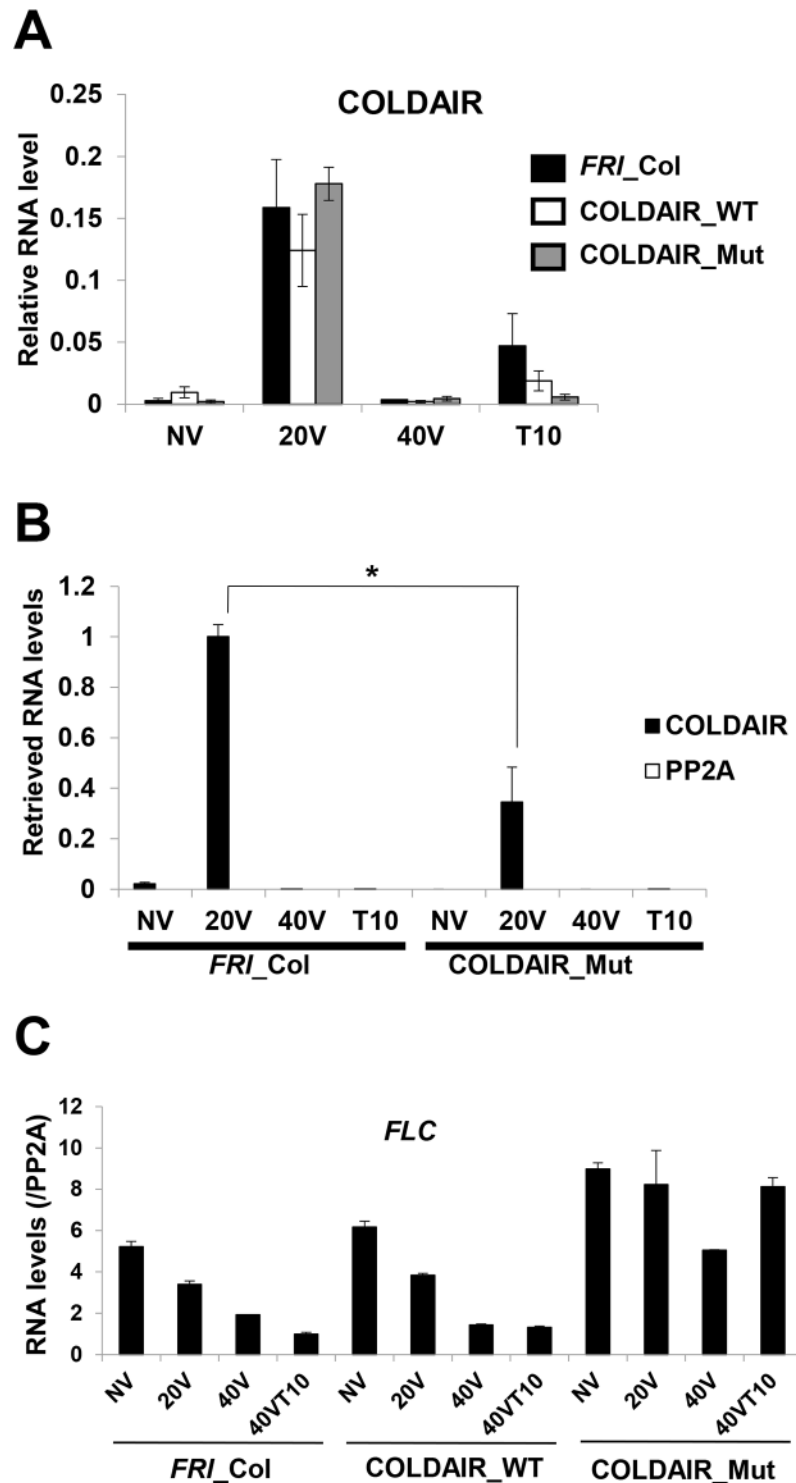 A
COLDAIR
Relative RNA level
0.25
0.2
0.15
0.1
0.05
0
FRI_Col
COLDAIR_WT
COLDAIR_Mut
NV 20V 40V T10
B
*
Retrieved RNA levels
1.2
1
0.8
0.6
0.4
0.2
0
COLDAIR
PP2A
NV 20V 40V T10 NV 20V 40V T10
FRI_Col COLDAIR_Mut
C
FLC
RNA levels (/PP2A)
12
10
8
6
4
2
0
NV 20V 40V 40VT10 NV 20V 40V 40VT10 NV 20V 40V 40VT10
FRI_Col COLDAIR_WT COLDAIR_Mut